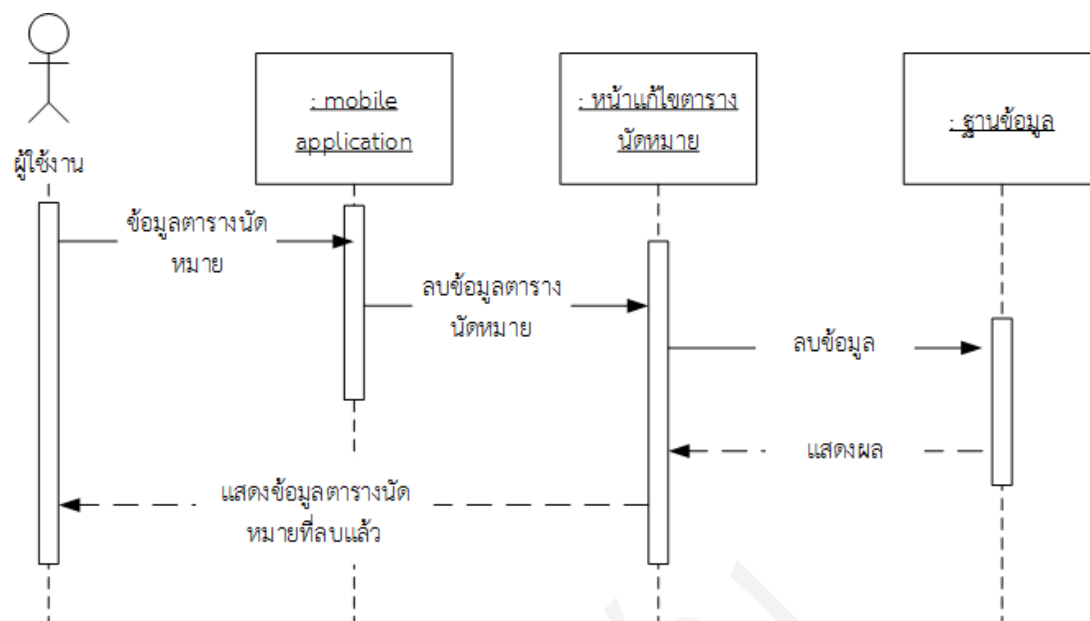 ผู้ใช้งาน
: mobile
application
: หน้าแก้ไขตาราง
นัดหมาย
: ฐานข้อมูล
ข้อมูลตารางนัด
หมาย
ลบข้อมูลตาราง
นัดหมาย
ลบข้อมูล
แสดงผล
แสดงข้อมูลตารางนัด
หมายที่ลบแล้ว